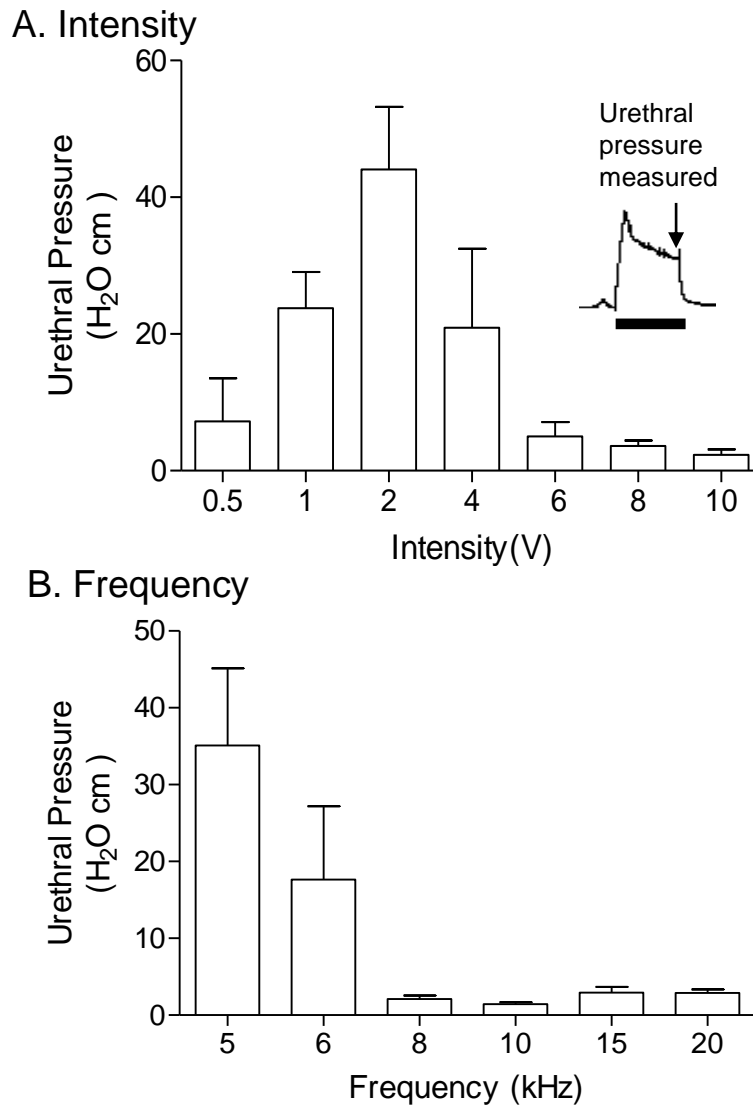 A. Intensity
60
40
20
0
Urethral Pressure
(H₂O cm )
Urethral
pressure
measured
0.5 1 2 4 6 8 10
Intensity(V)
B. Frequency
50
40
30
20
10
0
Urethral Pressure
(H₂O cm )
5 6 8 10 15 20
Frequency (kHz)